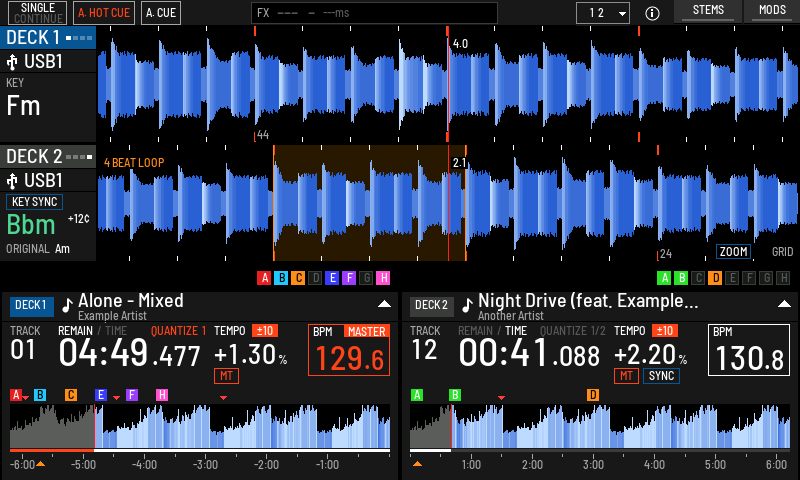 SINGLE
CONTINUE
A. HOT CUE
A. CUE
FX --- - ---ms
1 2
STEMS
MODS
DECK 1
USB1
KEY
Fm
4.0
44
DECK 2
USB1
KEY SYNC
Bbm +12¢
ORIGINAL Am
4 BEAT LOOP
2.1
24
ZOOM
GRID
A B C D E F G H
A B C D E F G H
DECK 1
Alone - Mixed
Example Artist
TRACK
01
REMAIN / TIME
04:49.477
QUANTIZE 1
TEMPO ±10
+1.30%
MT
BPM MASTER
129.6
A B C E F H
-6:00 -5:00 -4:00 -3:00 -2:00 -1:00
DECK 2
Night Drive (feat. Example...
Another Artist
TRACK
12
REMAIN / TIME
00:41.088
QUANTIZE 1/2
TEMPO ±10
+2.20%
MT SYNC
BPM
130.8
A B D
1:00 2:00 3:00 4:00 5:00 6:00